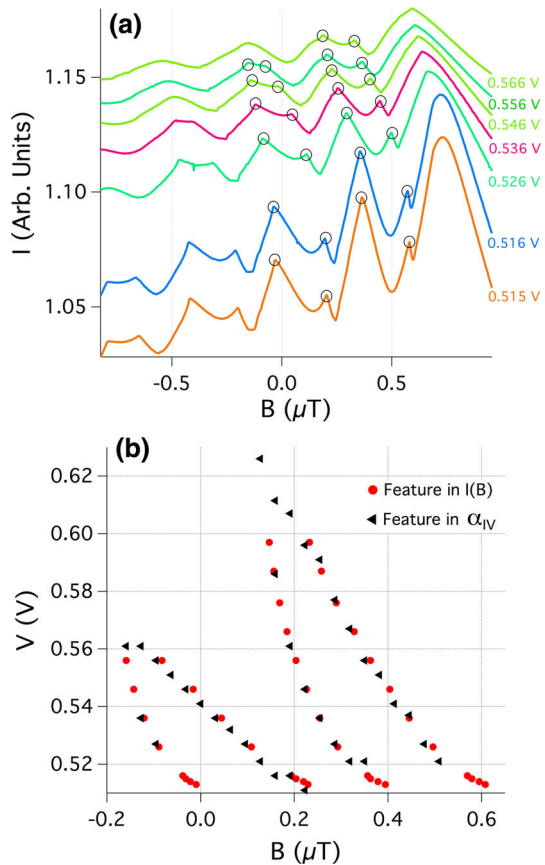 (a)
1.15
1.10
1.05
I (Arb. Units)
0.566 V
0.556 V
0.546 V
0.536 V
0.526 V
0.516 V
0.515 V
-0.5
0.0
0.5
B (μT)
(b)
0.62
0.60
0.58
0.56
0.54
0.52
V (V)
Feature in I(B)
Feature in αIV
-0.2
0.0
0.2
0.4
0.6
B (μT)